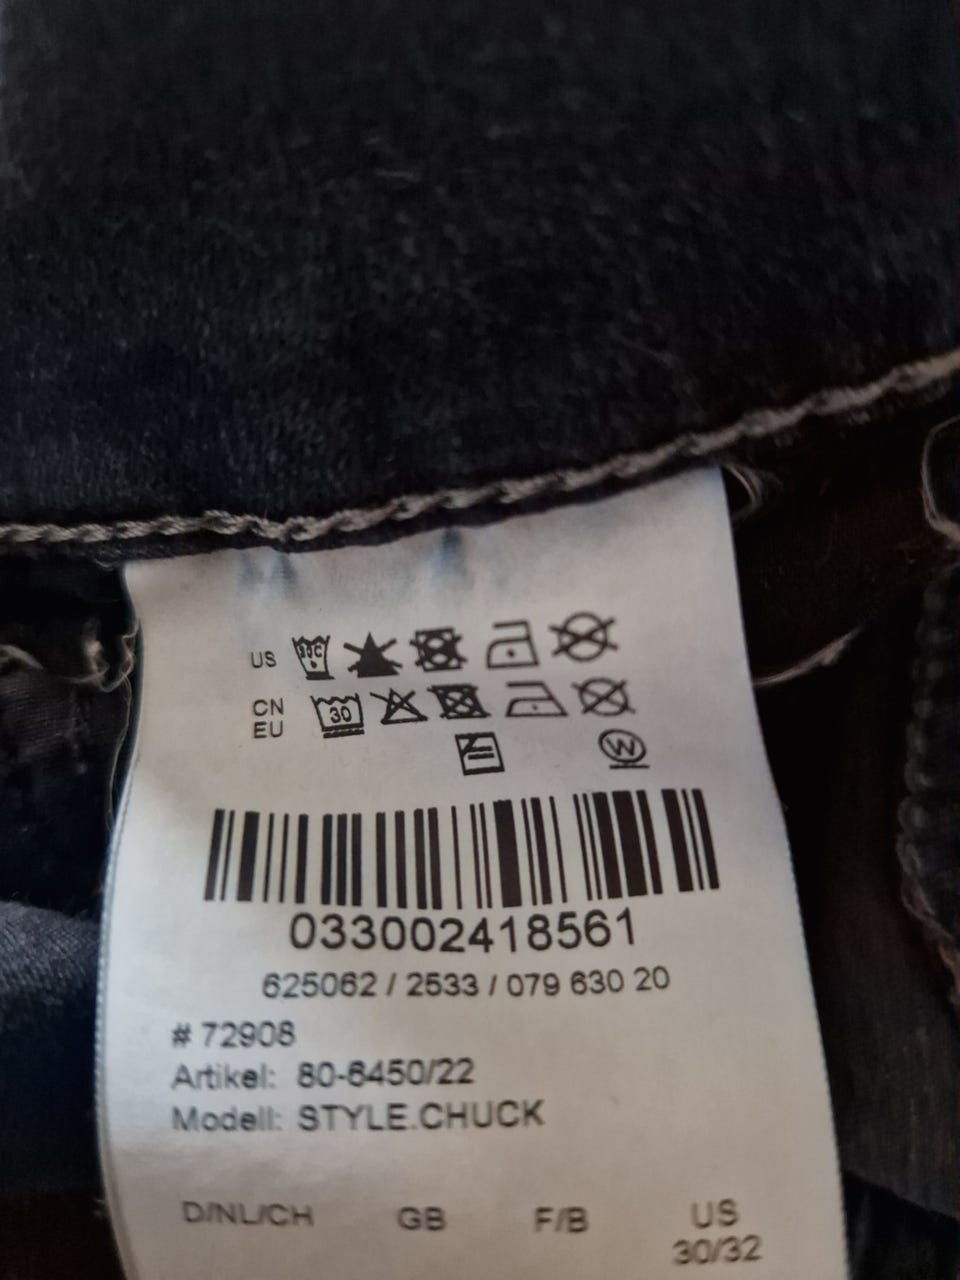 US 30C
CN
EU 30
W
033002418561
625062 / 2533 / 079 630 20
# 72908
Artikel: 80-6450/22
Modell: STYLE.CHUCK
D/NL/CH GB F/B US
30/32